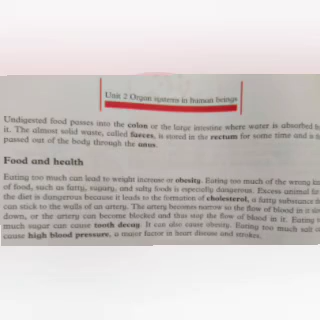 Unit 2 Organ systems in human beings
Undigested food passes into the colon or the large intestine where water is absorbed
it. The almost solid waste, called faeces, is stored in the rectum for some time and
passed out of the body through the anus.
Food and health
Eating too much can lead to weight increase or obesity. Eating too much of the wrong
of food, such as fatty, sugary, and salty foods is especially dangerous. Excess animal
the diet is dangerous because it leads to the formation of cholesterol, a fatty substance
can stick to the walls of an artery. The artery becomes narrow so the flow of blood in it
down, or the artery can become blocked and thus stop the flow of blood in it. Eating
much sugar can cause tooth decay. It can also cause obesity. Eating too much salt
cause high blood pressure, a major factor in heart disease and strokes.